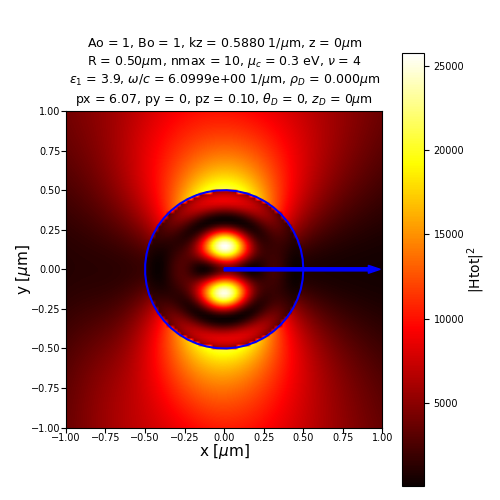 Ao = 1, Bo = 1, kz = 0.5880 1/μm, z = 0μm
R = 0.50μm, nmax = 10, μc = 0.3 eV, ν = 4
ε1 = 3.9, ω/c = 6.0999e+00 1/μm, ρD = 0.000μm
px = 6.07, py = 0, pz = 0.10, θD = 0, zD = 0μm
1.00
0.75
0.50
0.25
0.00
−0.25
−0.50
−0.75
−1.00
y [μm]
−1.00 −0.75 −0.50 −0.25 0.00 0.25 0.50 0.75 1.00
x [μm]
25000
20000
15000
10000
5000
|Htot|²